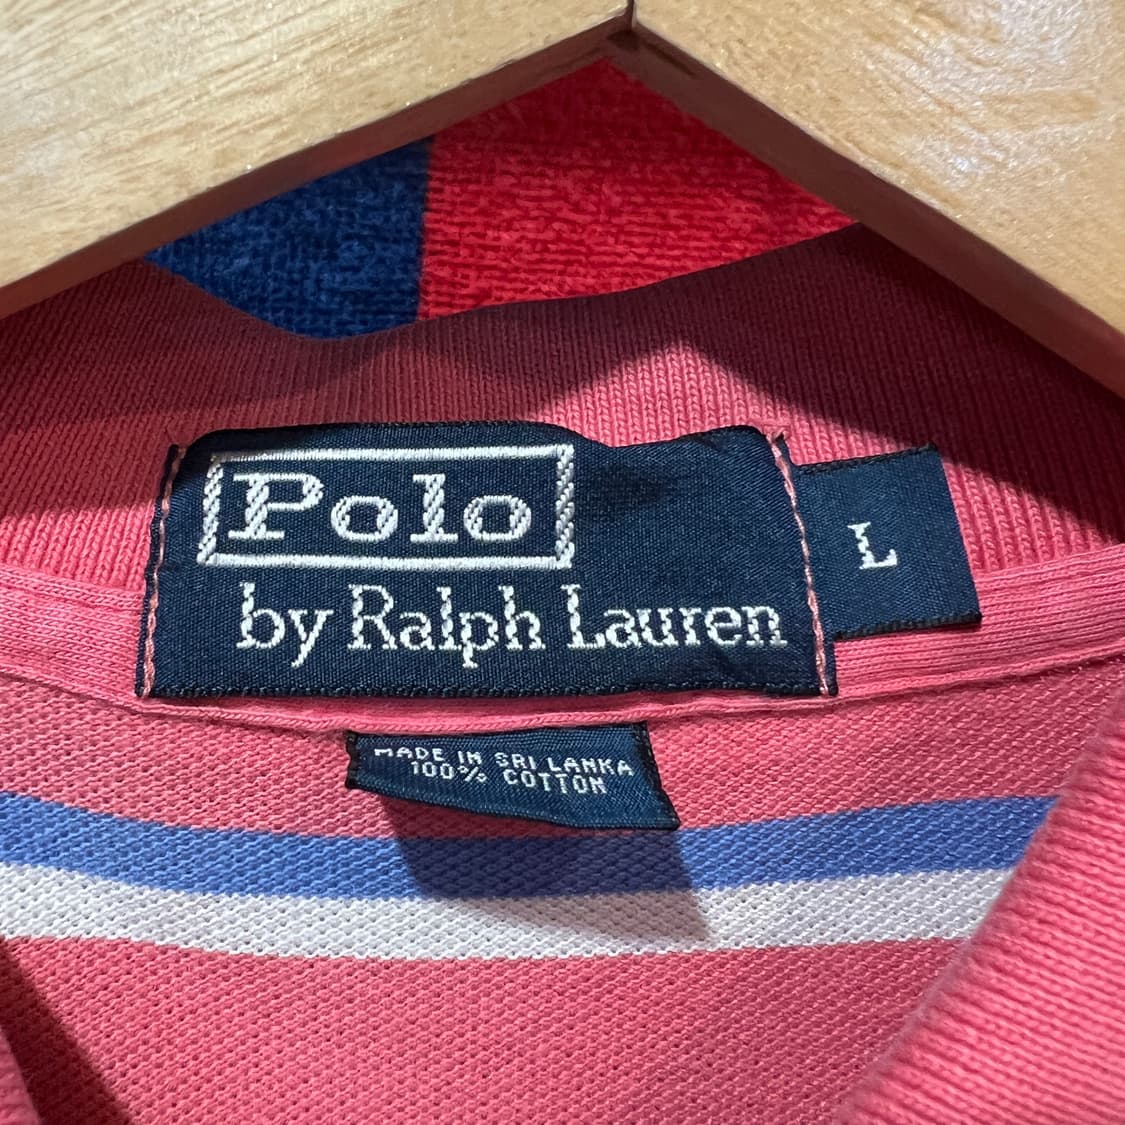 Polo
by Ralph Lauren
L
MADE IN SRI LANKA
100% COTTON